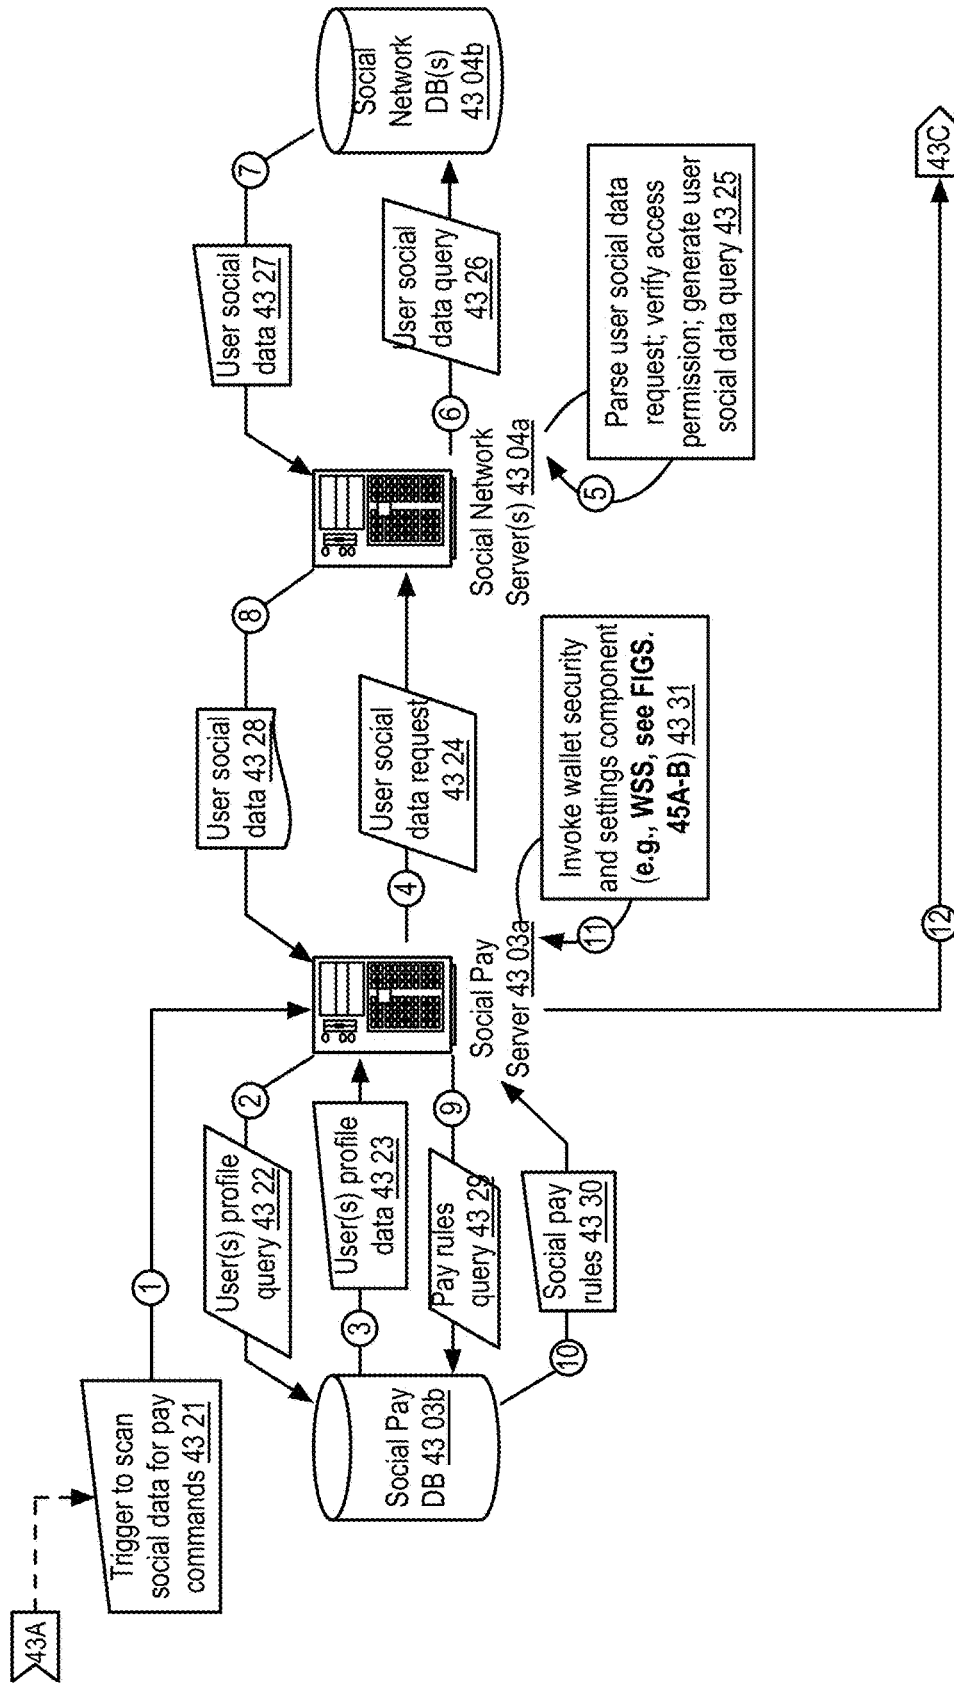 43A
Trigger to scan
social data for pay
commands 43 21
1
User(s) profile
query 43 22
2
Social Pay
DB 43 03b
3
User(s) profile
data 43 23
Pay rules
query 43 29
9
10
Social pay
rules 43 30
Social Pay
Server 43 03a
11
Invoke wallet security
and settings component
(e.g., WSS, see FIGS.
45A-B) 43 31
User social
data 43 28
8
4
User social
data request
43 24
Social Network
Server(s) 43 04a
5
Parse user social data
request; verify access
permission; generate user
social data query 43 25
User social
data 43 27
7
6
User social
data query
43 26
Social
Network
DB(s)
43 04b
12
43C